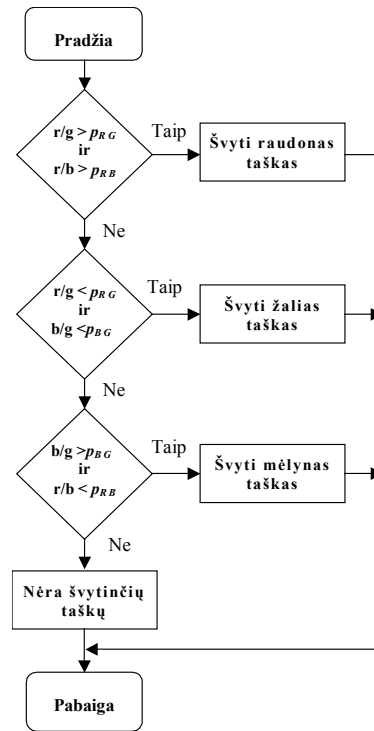 Pradžia
r/g > pRG
ir
r/b > pRB
Taip
Švyti raudonas
taškas
Ne
r/g < pRG
ir
b/g <pBG
Taip
Švyti žalias
taškas
Ne
b/g >pBG
ir
r/b < pRB
Taip
Švyti mėlynas
taškas
Ne
Nėra švytinčių
taškų
Pabaiga